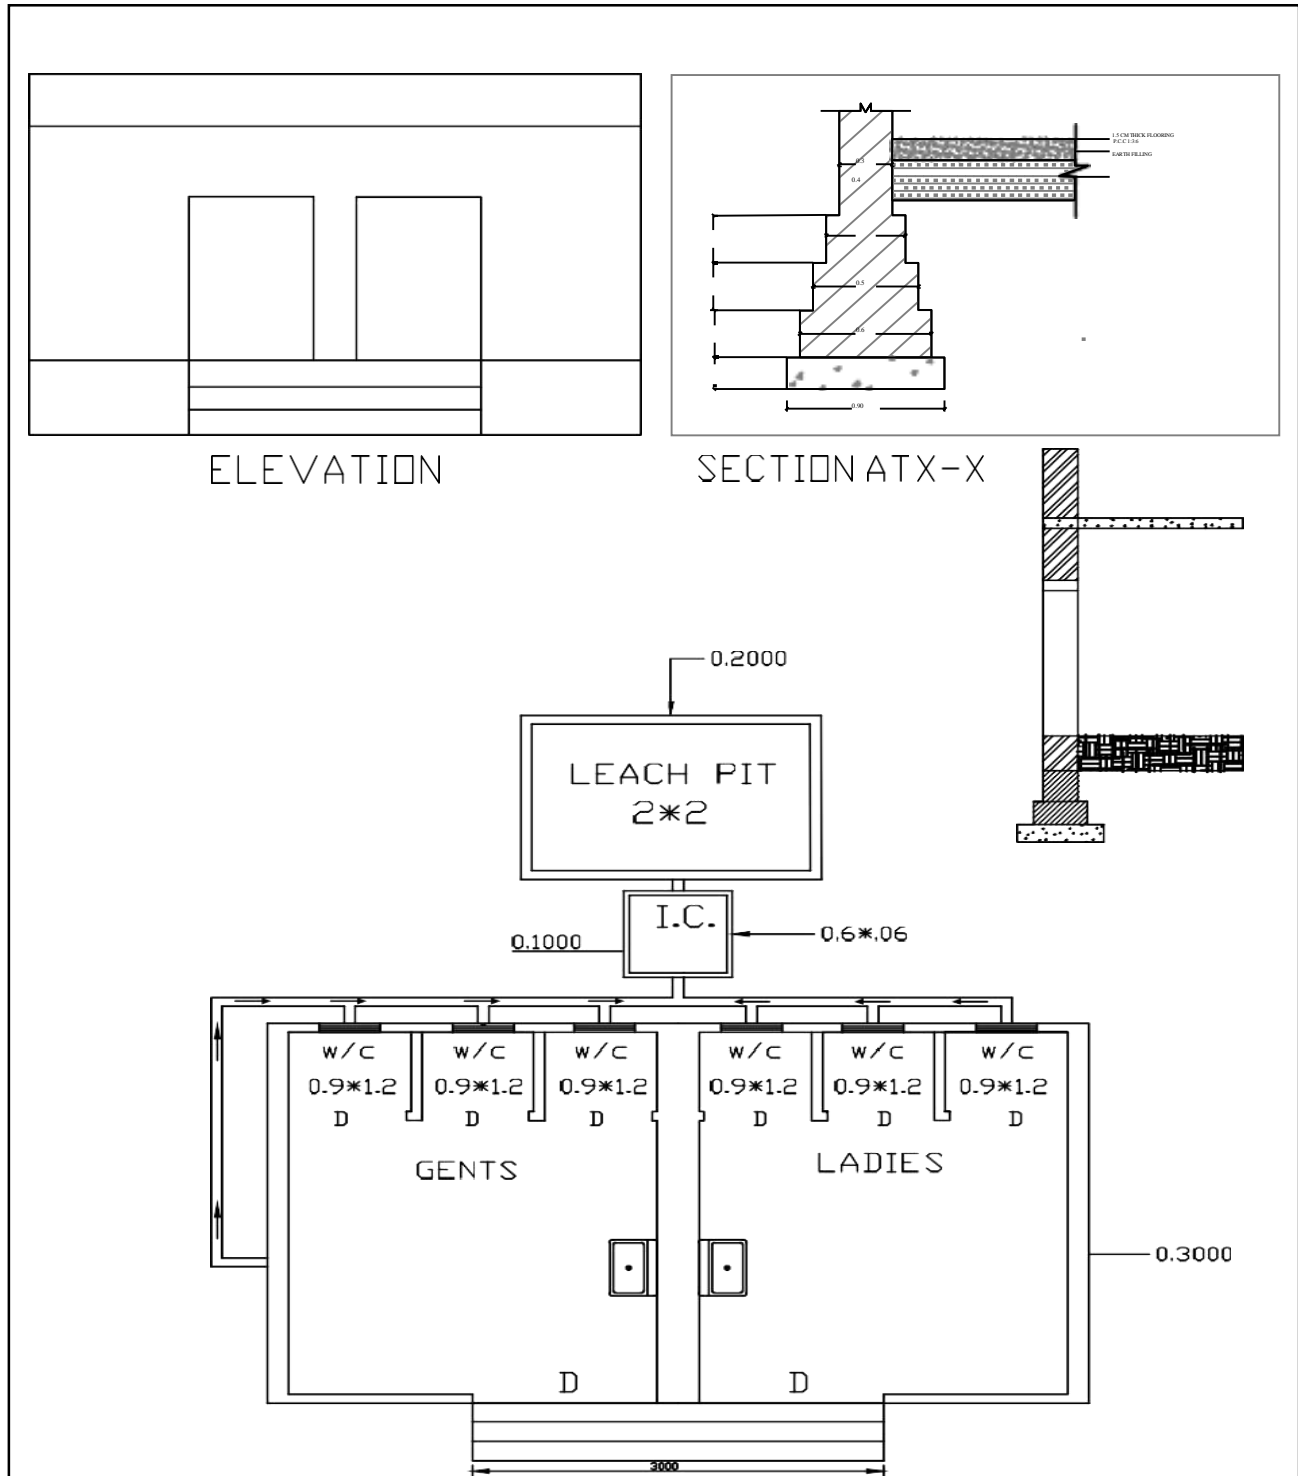 1.5 CM THICK FLOORING
P.C.C 1:3:6
EARTH FILLING
0.3
0.4
0.5
0.6
0.90
ELEVATION
SECTION AT X-X
0.2000
LEACH PIT
2*2
I.C.
0.1000
0.6*.06
W/C W/C W/C W/C W/C W/C
0.9*1.2 0.9*1.2 0.9*1.2 0.9*1.2 0.9*1.2 0.9*1.2
D D D D D D
GENTS
LADIES
0.3000
D D
3000